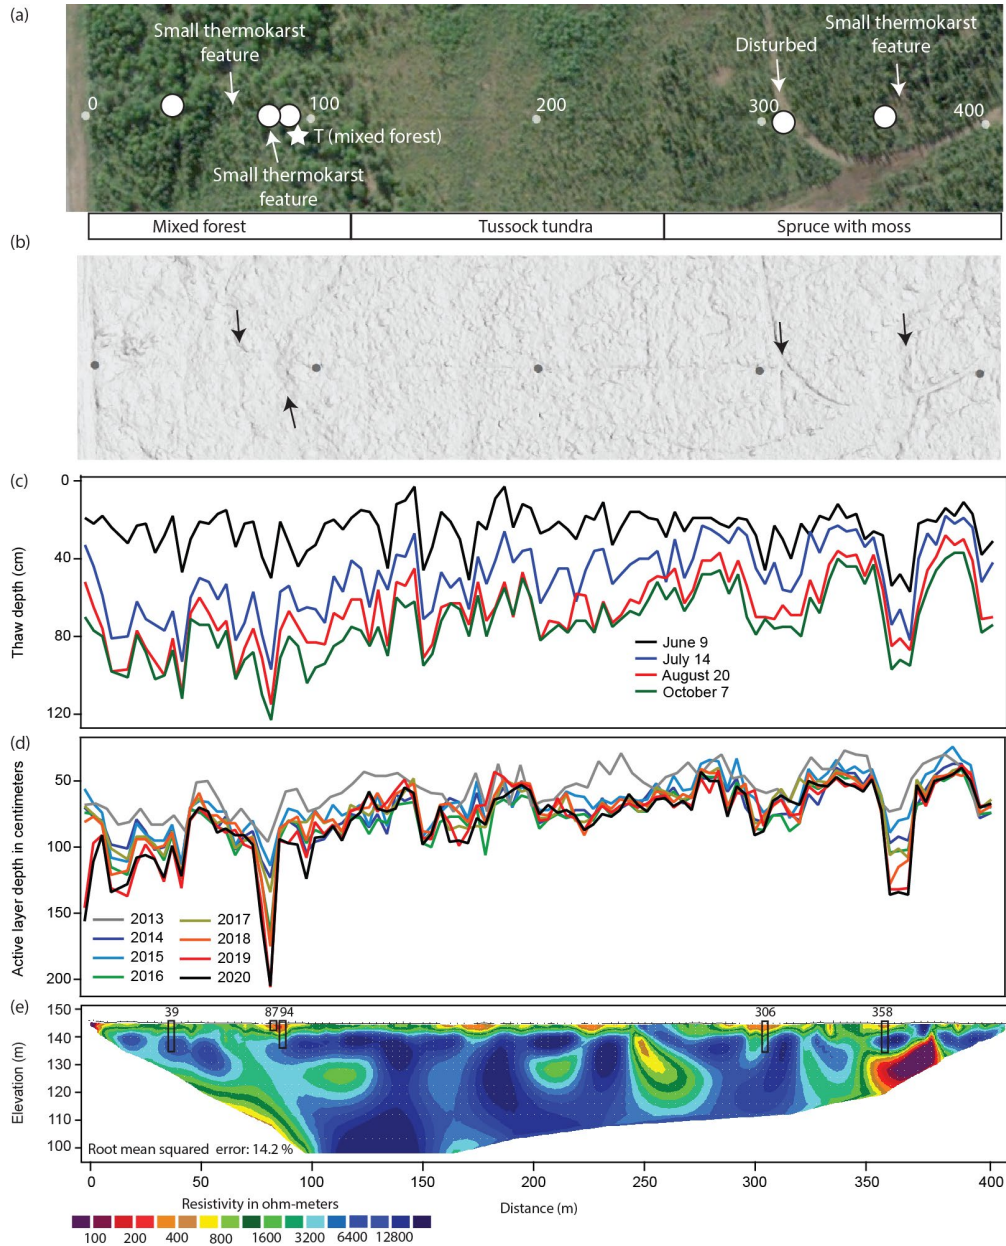 (a)
Small thermokarst
feature
Disturbed
Small thermokarst
feature
0
100
200
300
400
T (mixed forest)
Small thermokarst
feature
Mixed forest
Tussock tundra
Spruce with moss
(b)
(c)
0
40
80
120
Thaw depth (cm)
June 9
July 14
August 20
October 7
(d)
50
100
150
200
Active layer depth in centimeters
2013
2014
2015
2016
2017
2018
2019
2020
(e)
150
140
130
120
110
100
Elevation (m)
39
87 94
306
358
Root mean squared error: 14.2 %
0 50 100 150 200 250 300 350 400
Distance (m)
Resistivity in ohm-meters
100 200 400 800 1600 3200 6400 12800